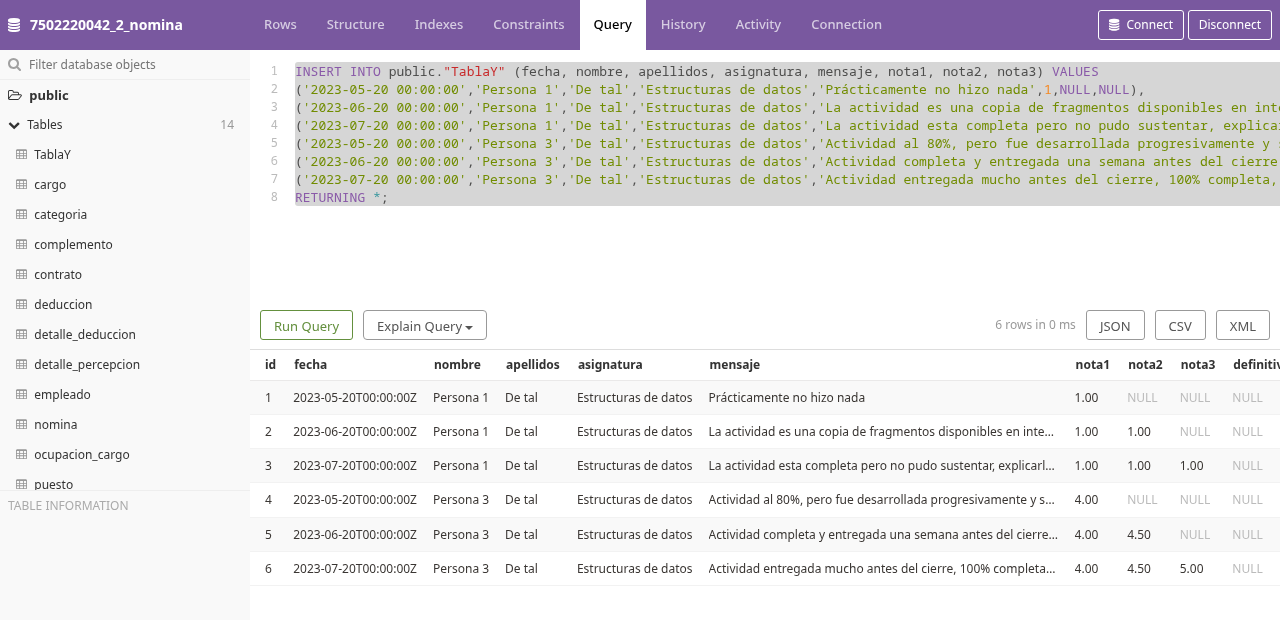 7502220042_2_nomina
Rows Structure Indexes Constraints Query History Activity Connection
Connect Disconnect
Filter database objects
public
Tables 14
TablaY
cargo
categoria
complemento
contrato
deduccion
detalle_deduccion
detalle_percepcion
empleado
nomina
ocupacion_cargo
puesto
TABLE INFORMATION
1 INSERT INTO public."TablaY" (fecha, nombre, apellidos, asignatura, mensaje, nota1, nota2, nota3) VALUES
2 ('2023-05-20 00:00:00','Persona 1','De tal','Estructuras de datos','Prácticamente no hizo nada',1,NULL,NULL),
3 ('2023-06-20 00:00:00','Persona 1','De tal','Estructuras de datos','La actividad es una copia de fragmentos disponibles en inte
4 ('2023-07-20 00:00:00','Persona 1','De tal','Estructuras de datos','La actividad esta completa pero no pudo sustentar, explicar
5 ('2023-05-20 00:00:00','Persona 3','De tal','Estructuras de datos','Actividad al 80%, pero fue desarrollada progresivamente y s
6 ('2023-06-20 00:00:00','Persona 3','De tal','Estructuras de datos','Actividad completa y entregada una semana antes del cierre
7 ('2023-07-20 00:00:00','Persona 3','De tal','Estructuras de datos','Actividad entregada mucho antes del cierre, 100% completa,
8 RETURNING *;
Run Query Explain Query 6 rows in 0 ms JSON CSV XML
id fecha nombre apellidos asignatura mensaje nota1 nota2 nota3 definitiv
1 2023-05-20T00:00:00Z Persona 1 De tal Estructuras de datos Prácticamente no hizo nada 1.00 NULL NULL NULL
2 2023-06-20T00:00:00Z Persona 1 De tal Estructuras de datos La actividad es una copia de fragmentos disponibles en inte... 1.00 1.00 NULL NULL
3 2023-07-20T00:00:00Z Persona 1 De tal Estructuras de datos La actividad esta completa pero no pudo sustentar, explicarl... 1.00 1.00 1.00 NULL
4 2023-05-20T00:00:00Z Persona 3 De tal Estructuras de datos Actividad al 80%, pero fue desarrollada progresivamente y s... 4.00 NULL NULL NULL
5 2023-06-20T00:00:00Z Persona 3 De tal Estructuras de datos Actividad completa y entregada una semana antes del cierre... 4.00 4.50 NULL NULL
6 2023-07-20T00:00:00Z Persona 3 De tal Estructuras de datos Actividad entregada mucho antes del cierre, 100% completa... 4.00 4.50 5.00 NULL